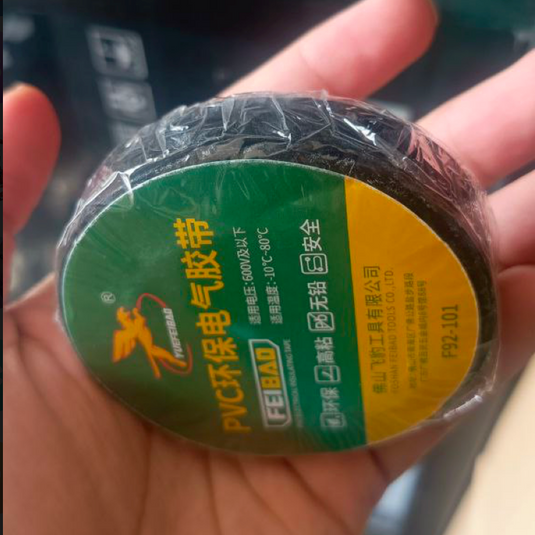 ®
YUEFEIBAO
PVC环保电气胶带
FEIBAO
适用电压:600V及以下
适用温度:-10℃-80℃
环保 高粘 Pb 无铅 安全
佛山飞豹工具有限公司
FOSHAN FEIBAO TOOLS CO.,LTD.
F92-101